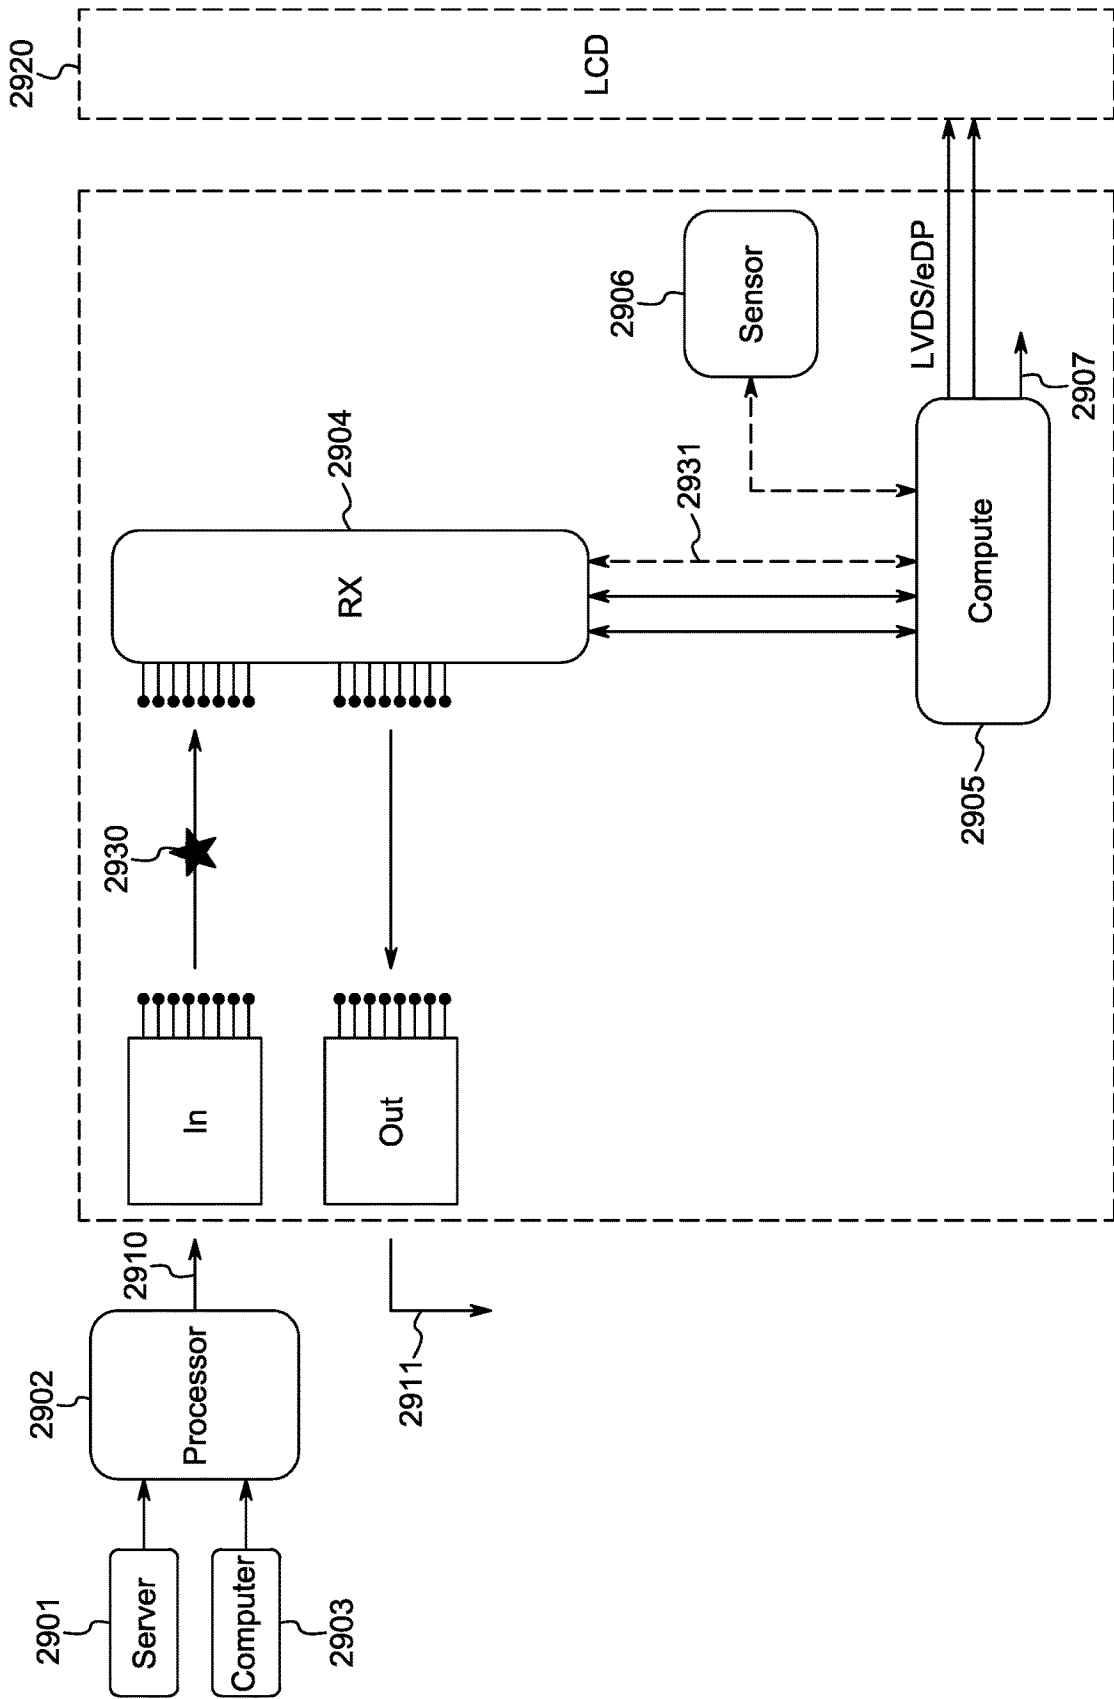 2920
LCD
2906
Sensor
LVDS/eDP
2907
2904
RX
2931
Compute
2905
2930
In
Out
2910
2911
2902
Processor
2901
Server
Computer
2903